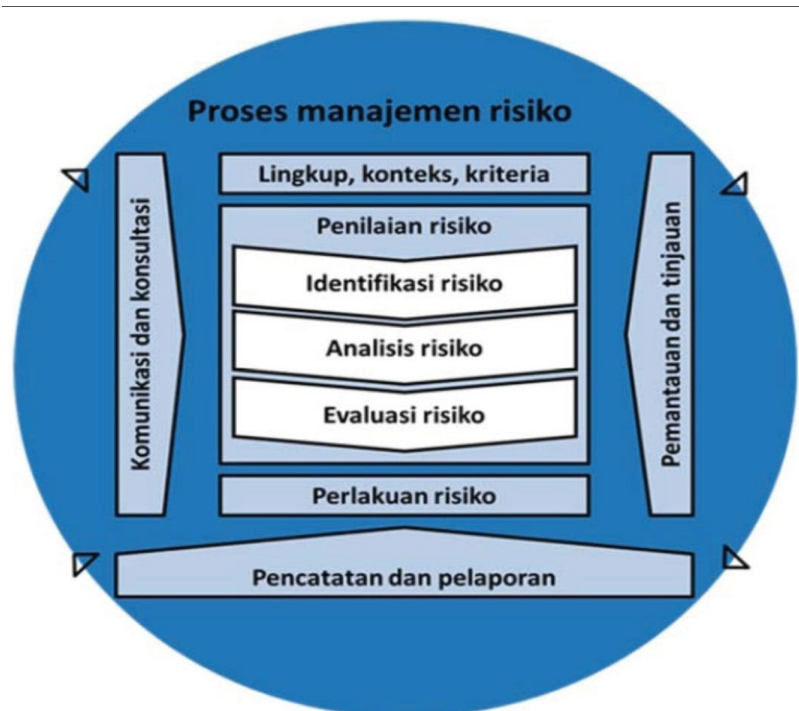 Proses manajemen risiko
Lingkup, konteks, kriteria
Penilaian risiko
Identifikasi risiko
Analisis risiko
Evaluasi risiko
Perlakuan risiko
Komunikasi dan konsultasi
Pemantauan dan tinjauan
Pencatatan dan pelaporan